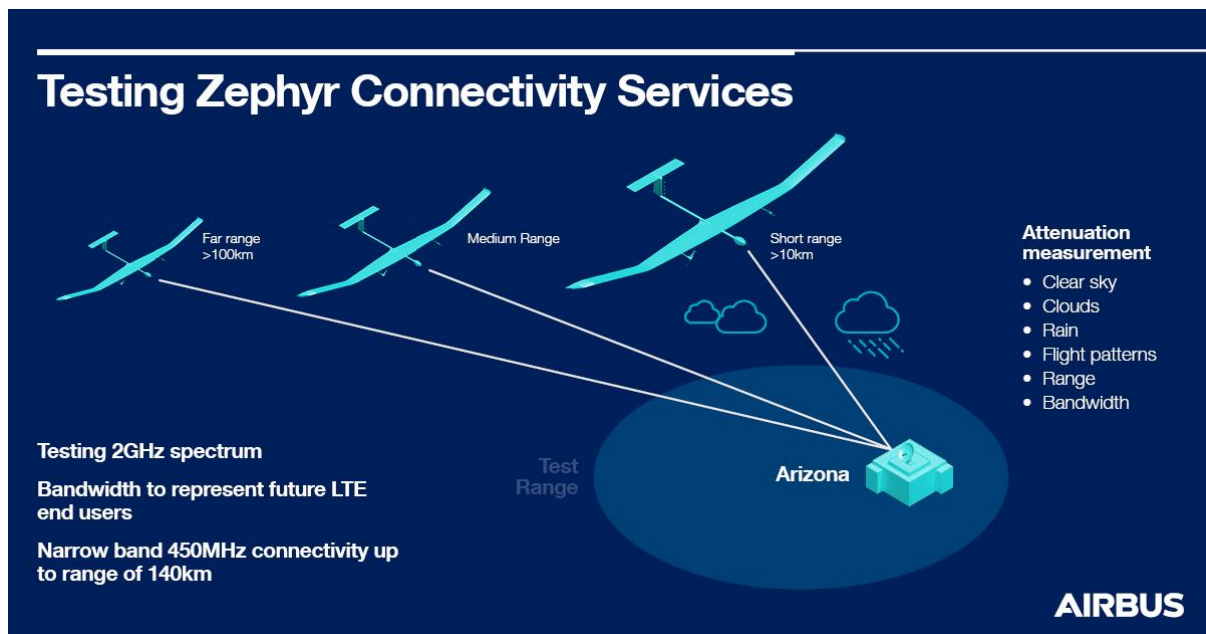 Testing Zephyr Connectivity Services
Far range
>100km
Medium Range
Short range
>10km
Attenuation
measurement
• Clear sky
• Clouds
• Rain
• Flight patterns
• Range
• Bandwidth
Testing 2GHz spectrum
Bandwidth to represent future LTE
end users
Narrow band 450MHz connectivity up
to range of 140km
Test
Range
Arizona
AIRBUS